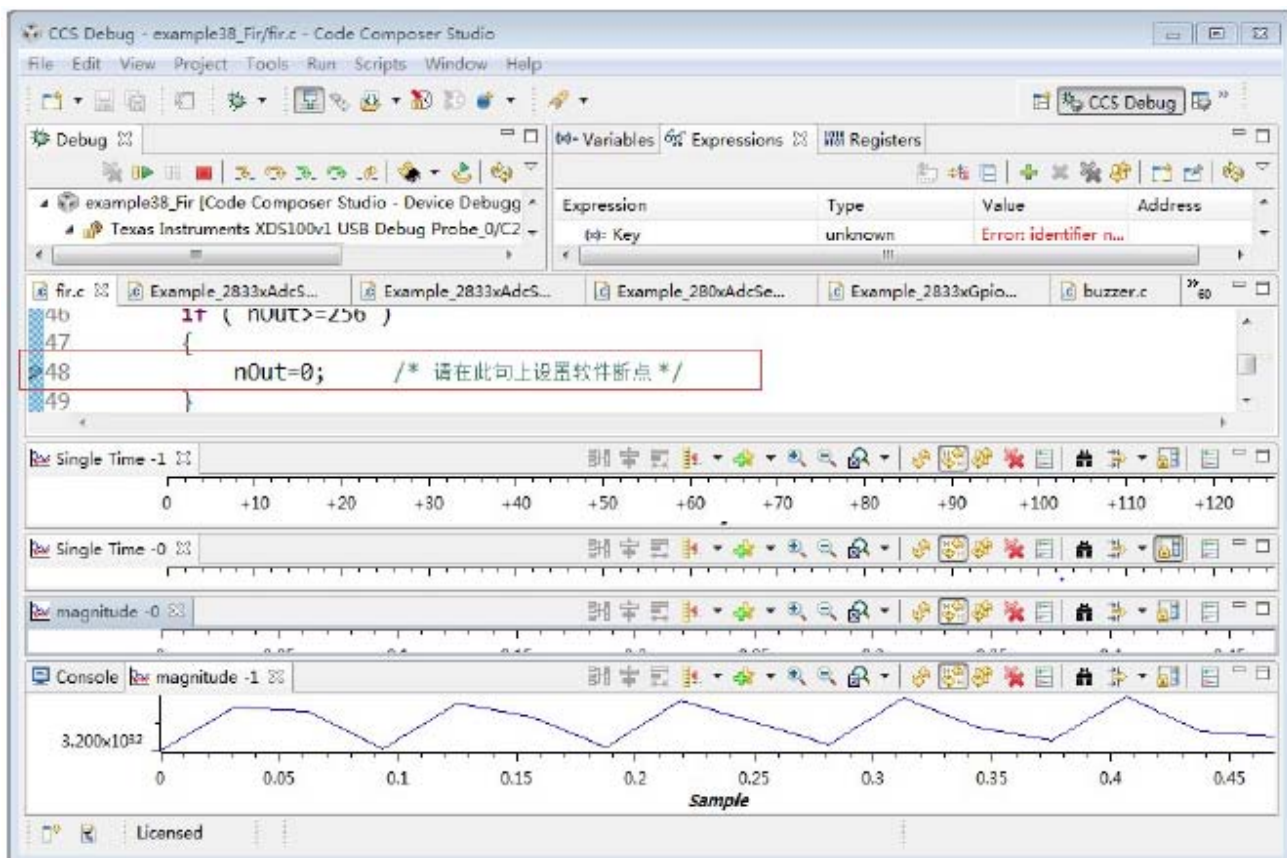 CCS Debug - example38_Fir/fir.c - Code Composer Studio
File Edit View Project Tools Run Scripts Window Help
CCS Debug
Debug
Variables Expressions Registers
example38_Fir [Code Composer Studio - Device Debugg
Texas Instruments XDS100v1 USB Debug Probe_0/C2
Expression Type Value Address
(x)= Key unknown Error: identifier n...
fir.c Example_2833xAdcS... Example_2833xAdcS... Example_280xAdcSe... Example_2833xGpio... buzzer.c 60
46 if ( nOut>=256 )
47 {
48 nOut=0; /* 请在此句上设置软件断点 */
49 }
Single Time -1
0 +10 +20 +30 +40 +50 +60 +70 +80 +90 +100 +110 +120
Single Time -0
magnitude -0
Console magnitude -1
0 0.05 0.1 0.15 0.2 0.25 0.3 0.35 0.4 0.45
Sample
Licensed